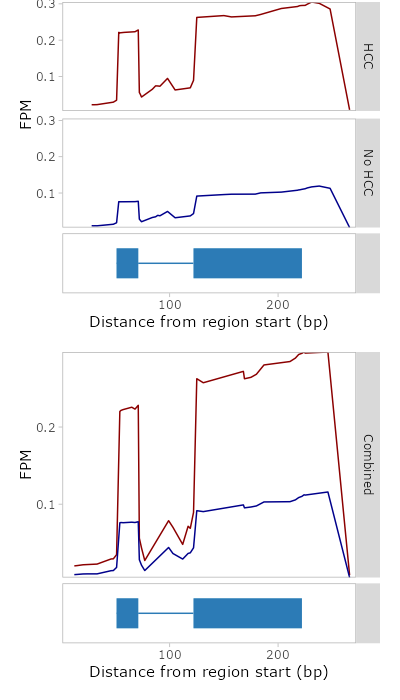 0.3
0.2
0.1
HCC
FPM
0.3
0.2
0.1
No HCC
100 200
Distance from region start (bp)
0.2
0.1
FPM
Combined
100 200
Distance from region start (bp)